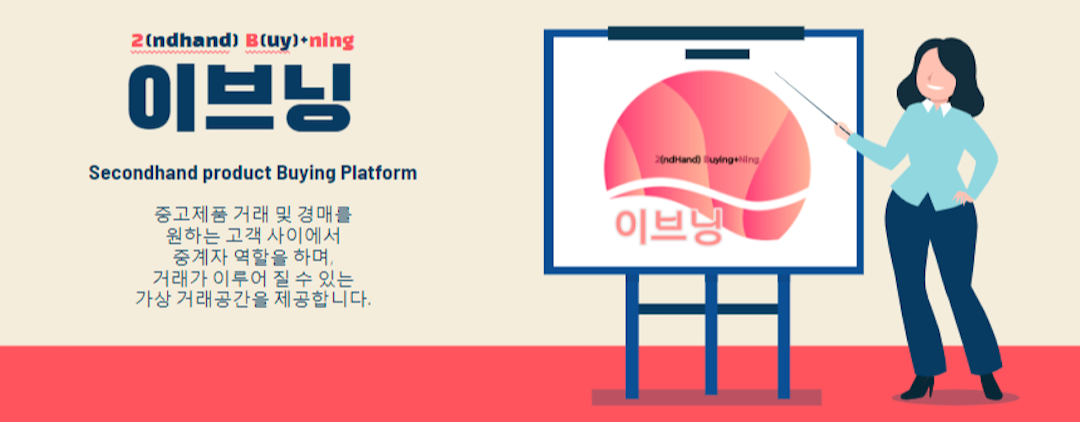 2(ndhand) B(uy)+ning
이브닝
Secondhand product Buying Platform
중고제품 거래 및 경매를
원하는 고객 사이에서
중계자 역할을 하며,
거래가 이루어 질 수 있는
가상 거래공간을 제공합니다.
2(ndHand) Buying+Ning
이브닝